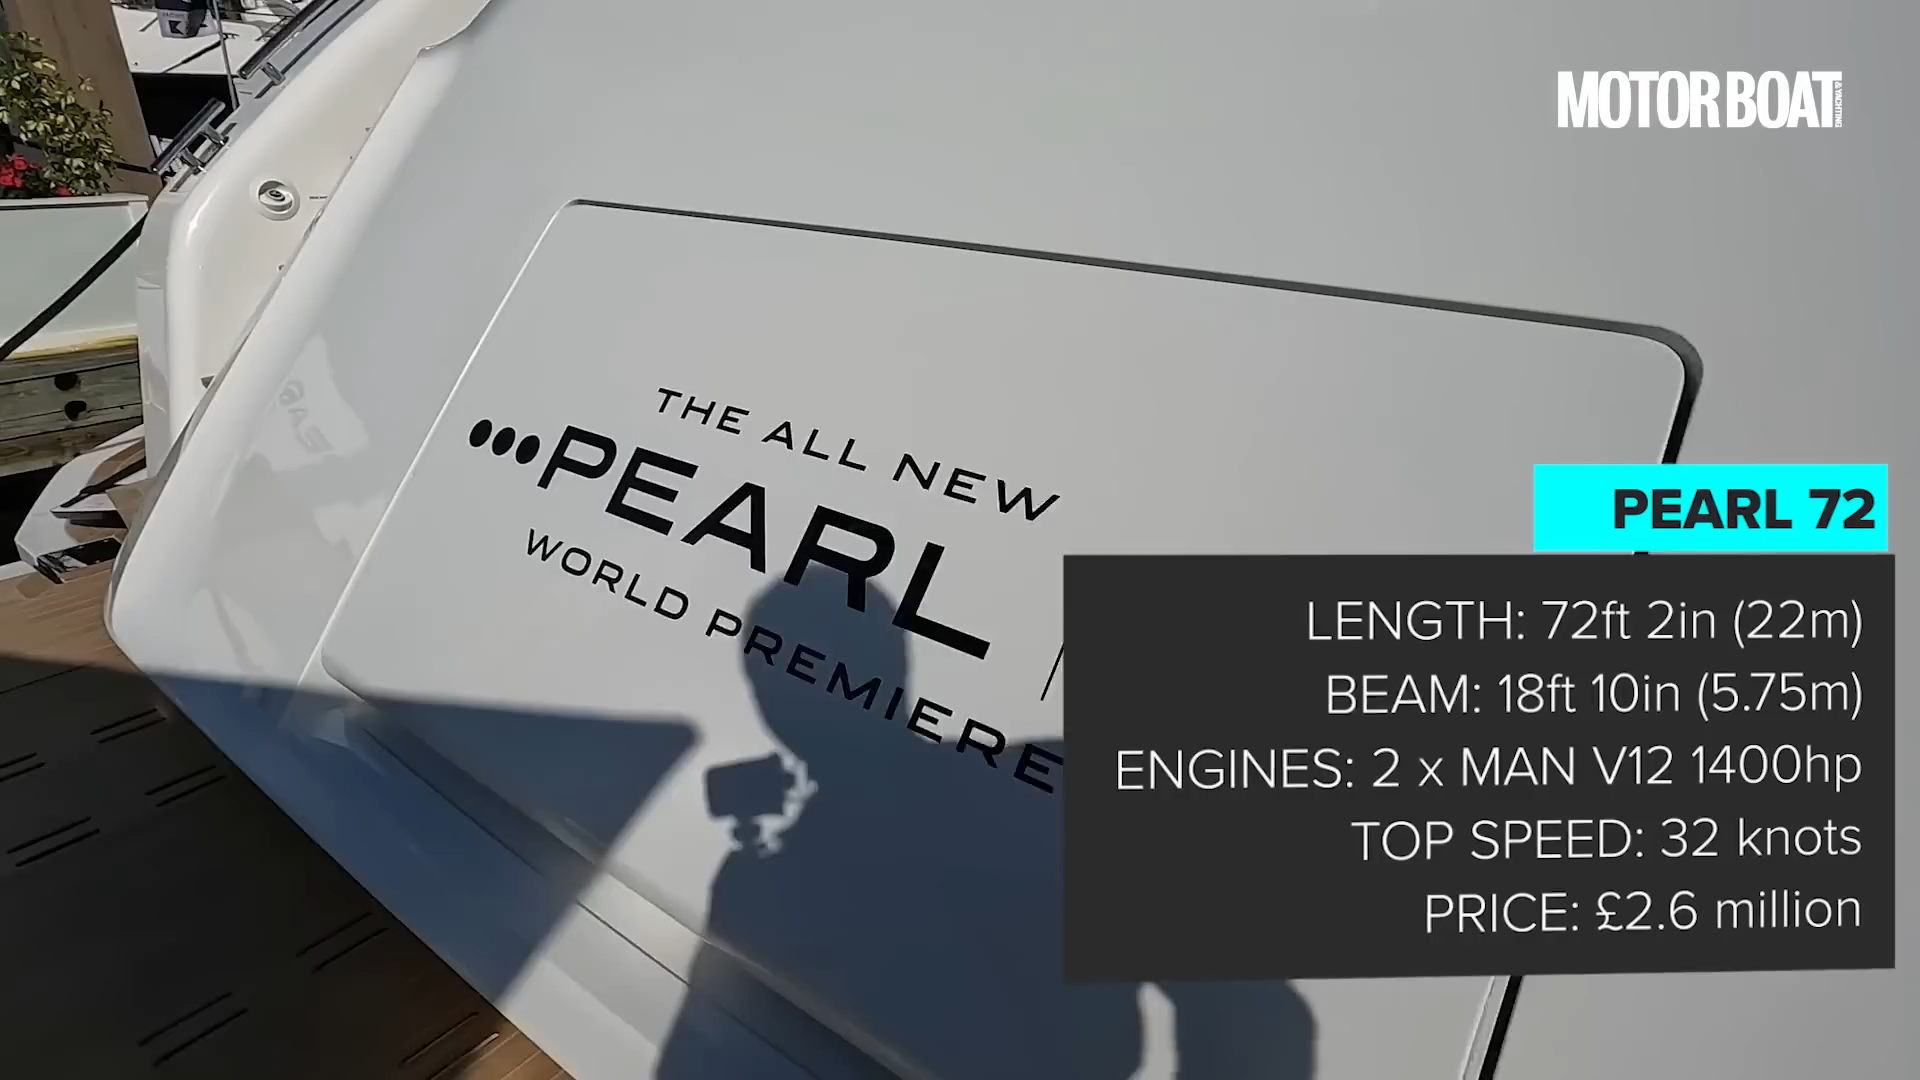 MOTOR BOAT
& YACHTING
THE ALL NEW
PEARL
WORLD PREMIERE
PEARL 72
LENGTH: 72ft 2in (22m)
BEAM: 18ft 10in (5.75m)
ENGINES: 2 x MAN V12 1400hp
TOP SPEED: 32 knots
PRICE: £2.6 million